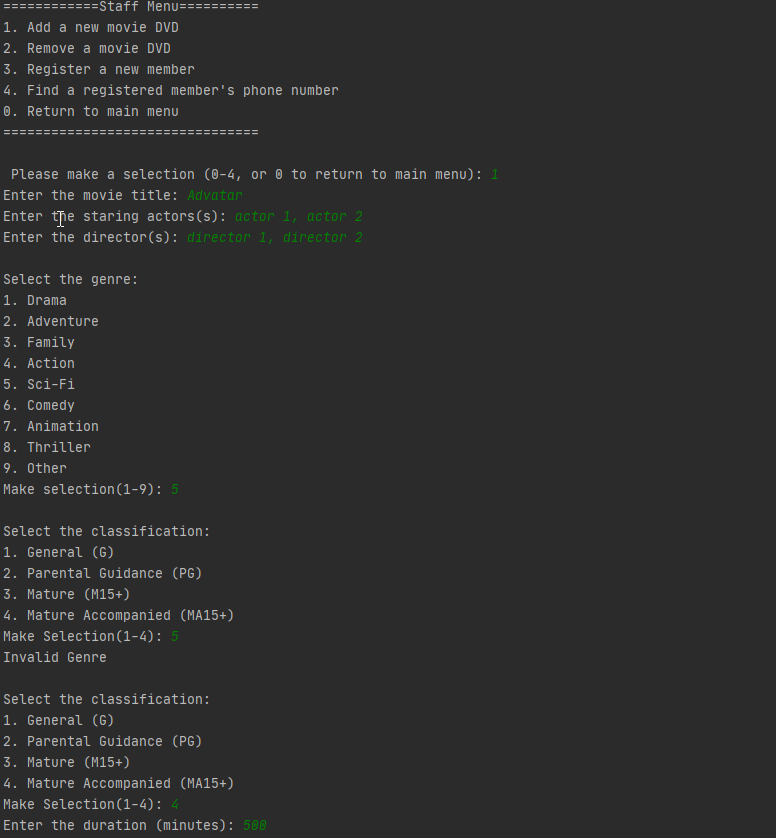 ============Staff Menu==========
1. Add a new movie DVD
2. Remove a movie DVD
3. Register a new member
4. Find a registered member's phone number
0. Return to main menu
================================
Please make a selection (0-4, or 0 to return to main menu): 1
Enter the movie title: Advatar
Enter the staring actors(s): actor 1, actor 2
Enter the director(s): director 1, director 2
Select the genre:
1. Drama
2. Adventure
3. Family
4. Action
5. Sci-Fi
6. Comedy
7. Animation
8. Thriller
9. Other
Make selection(1-9): 5
Select the classification:
1. General (G)
2. Parental Guidance (PG)
3. Mature (M15+)
4. Mature Accompanied (MA15+)
Make Selection(1-4): 5
Invalid Genre
Select the classification:
1. General (G)
2. Parental Guidance (PG)
3. Mature (M15+)
4. Mature Accompanied (MA15+)
Make Selection(1-4): 4
Enter the duration (minutes): 500